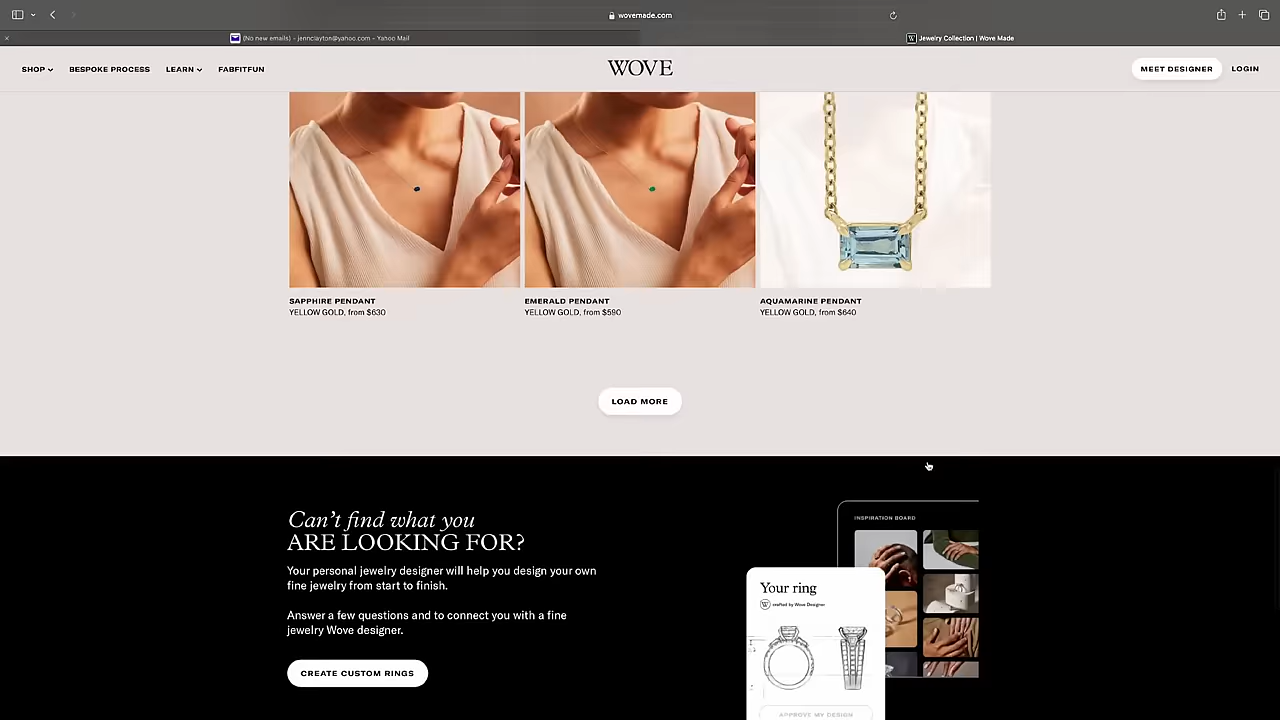 wovemade.com
(No new emails) - jennclayton@yahoo.com - Yahoo Mail
W Jewelry Collection | Wove Made
SHOP BESPOKE PROCESS LEARN FABFITFUN
WOVE
MEET DESIGNER LOGIN
SAPPHIRE PENDANT
YELLOW GOLD, from $630
EMERALD PENDANT
YELLOW GOLD, from $590
AQUAMARINE PENDANT
YELLOW GOLD, from $640
LOAD MORE
Can't find what you
ARE LOOKING FOR?
Your personal jewelry designer will help you design your own
fine jewelry from start to finish.
Answer a few questions and to connect you with a fine
jewelry Wove designer.
CREATE CUSTOM RINGS
INSPIRATION BOARD
Your ring
W crafted by Wove Designer
APPROVE MY DESIGN